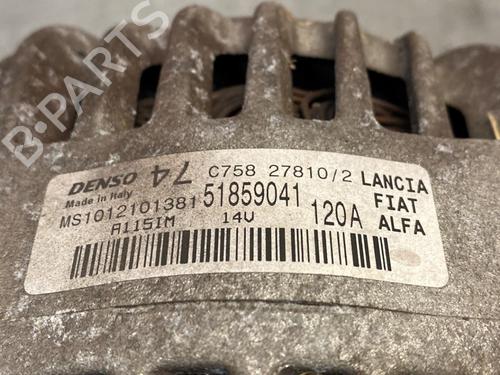 B-PARTS
DENSO 74 C758 27810/2 LANCIA
Made in Italy
MS1012101381 51859041 FIAT
A115IM 14V 120A ALFA